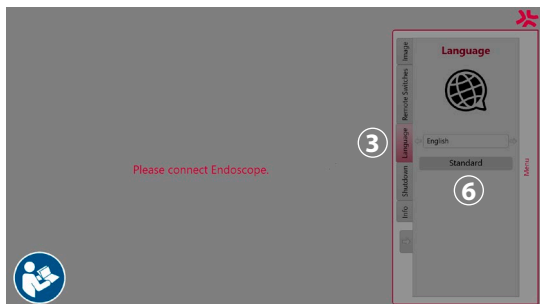 Language
Image
Remote Switches
Language
Shutdown
Info
English
Standard
Menu
Please connect Endoscope.
3
6